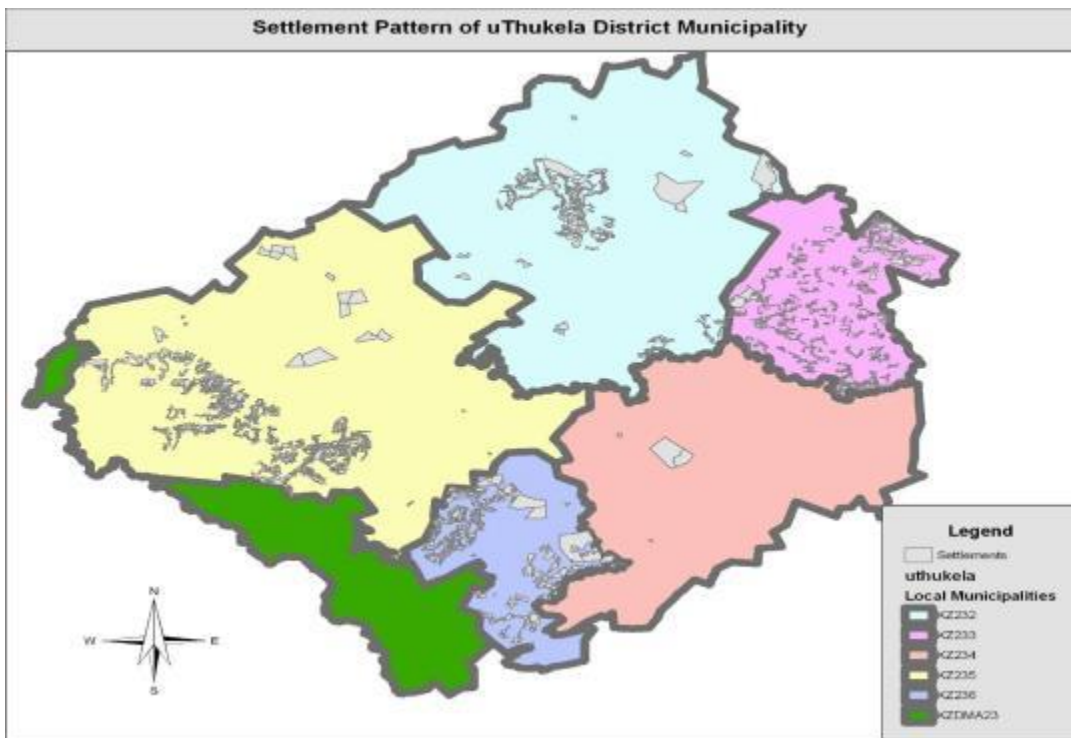 Settlement Pattern of uThukela District Municipality
N
W E
S
Legend
Settlements
uthukela
Local Municipalities
KZ232
KZ233
KZ234
KZ235
KZ236
KZDMA23